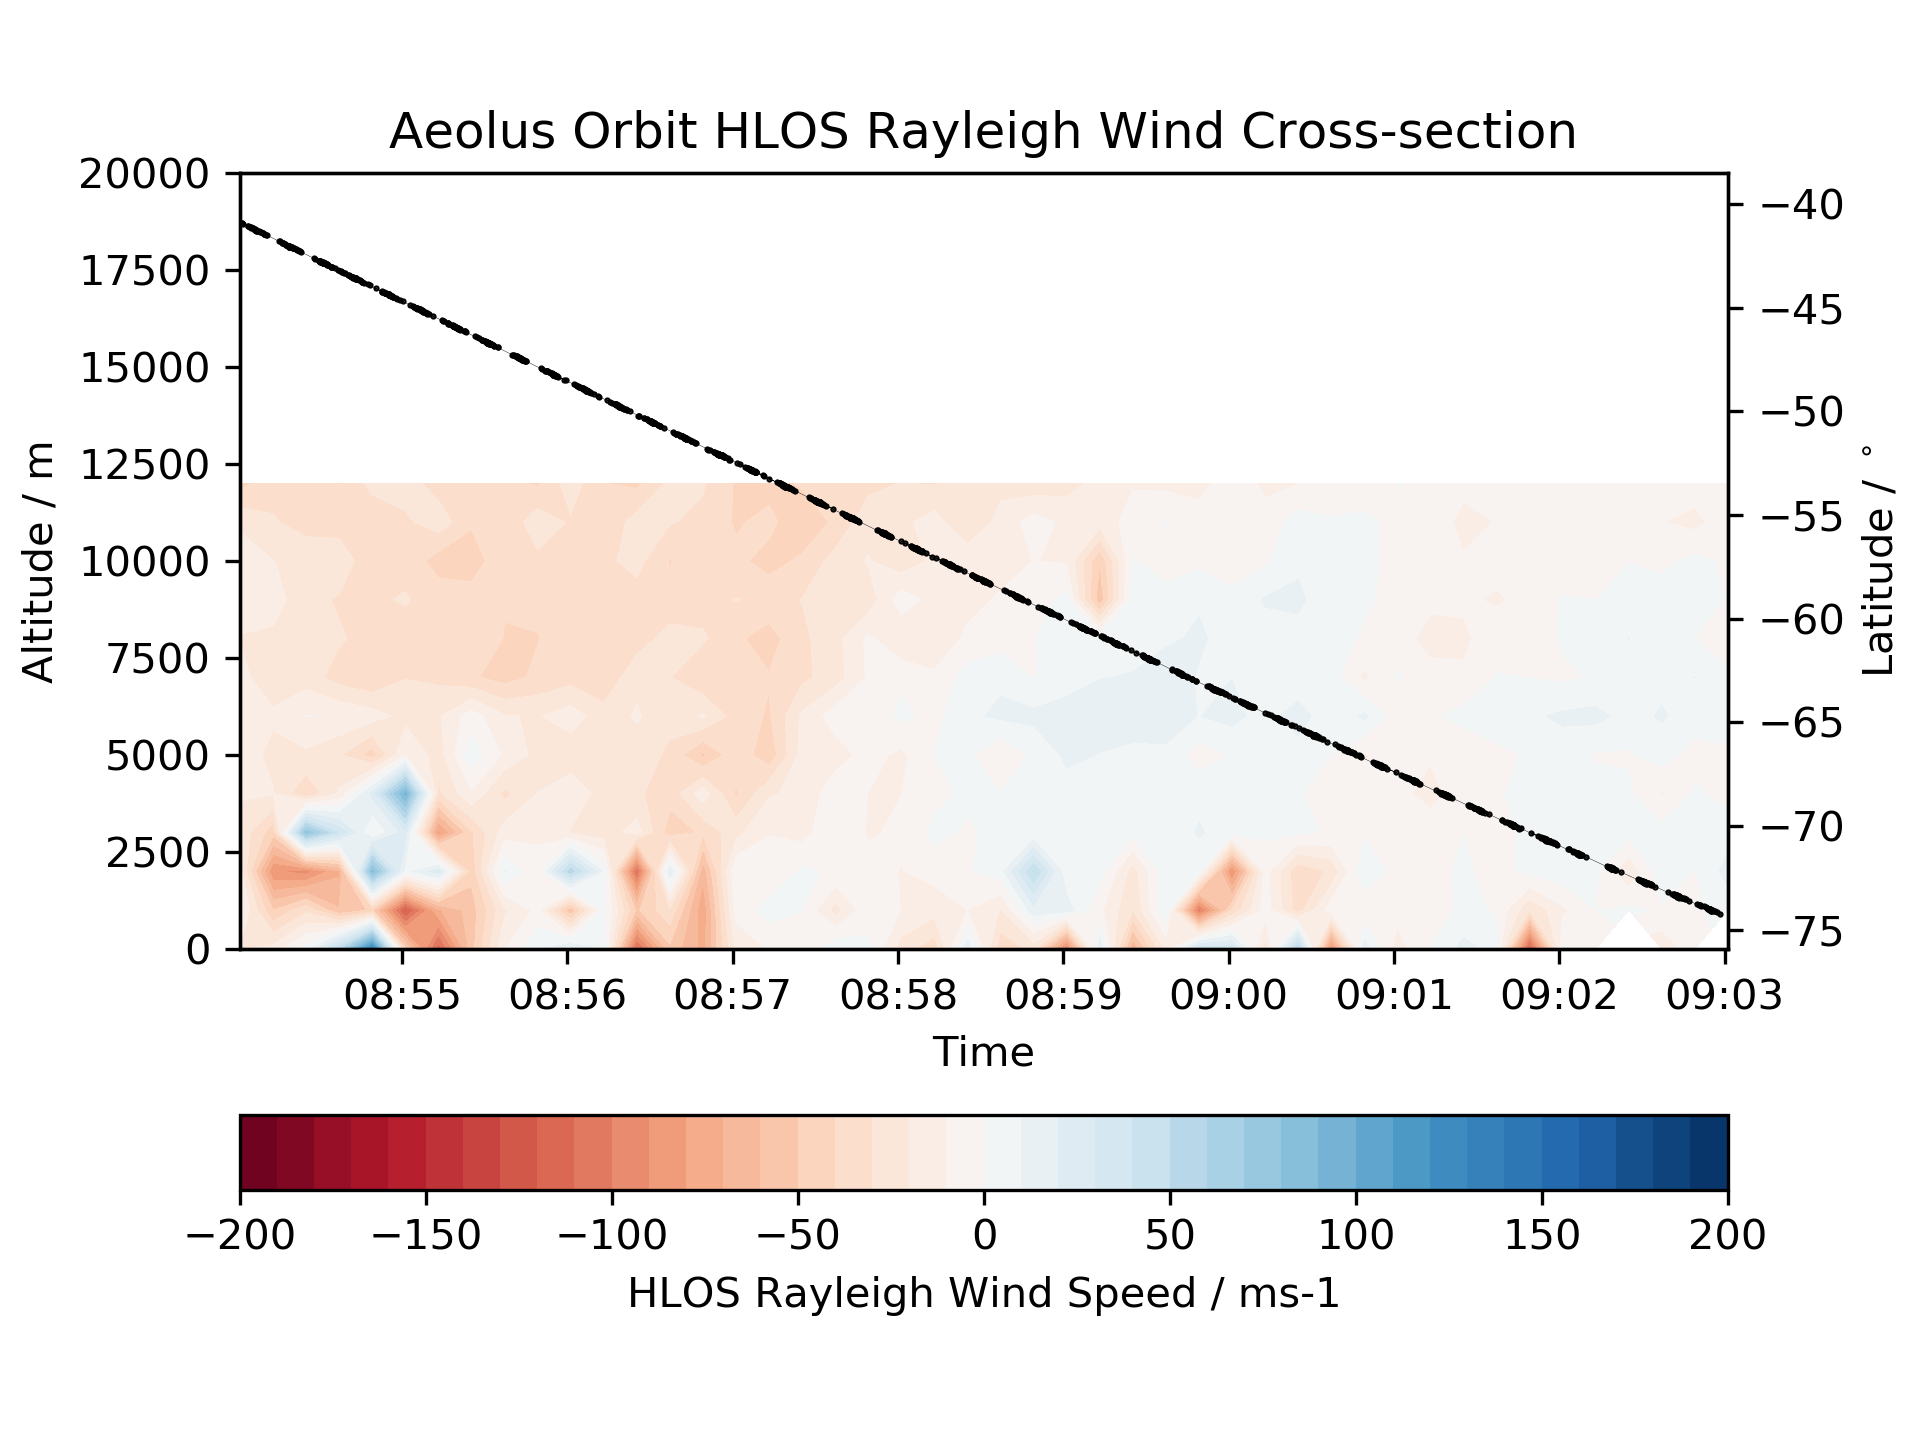 Aeolus Orbit HLOS Rayleigh Wind Cross-section
20000
17500
15000
12500
10000
7500
5000
2500
0
Altitude / m
−40
−45
−50
−55
−60
−65
−70
−75
Latitude / °
08:55 08:56 08:57 08:58 08:59 09:00 09:01 09:02 09:03
Time
−200 −150 −100 −50 0 50 100 150 200
HLOS Rayleigh Wind Speed / ms-1